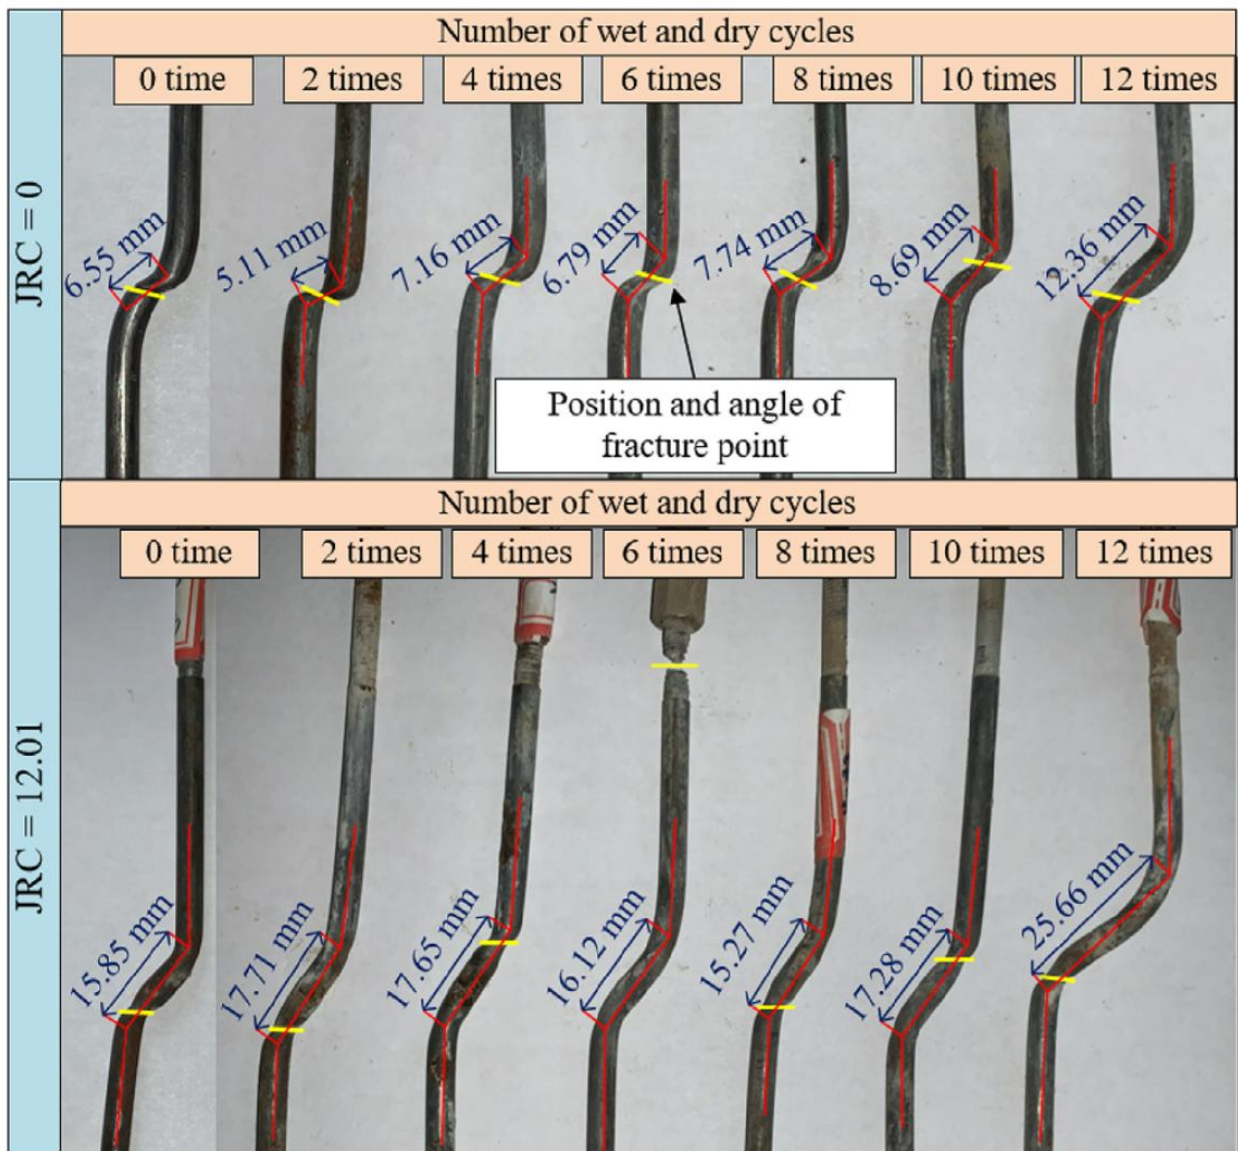 Number of wet and dry cycles
0 time
2 times
4 times
6 times
8 times
10 times
12 times
JRC = 0
6.55 mm
5.11 mm
7.16 mm
6.79 mm
7.74 mm
8.69 mm
12.36 mm
Position and angle of
fracture point
Number of wet and dry cycles
0 time
2 times
4 times
6 times
8 times
10 times
12 times
JRC = 12.01
15.85 mm
17.71 mm
17.65 mm
16.12 mm
15.27 mm
17.28 mm
25.66 mm